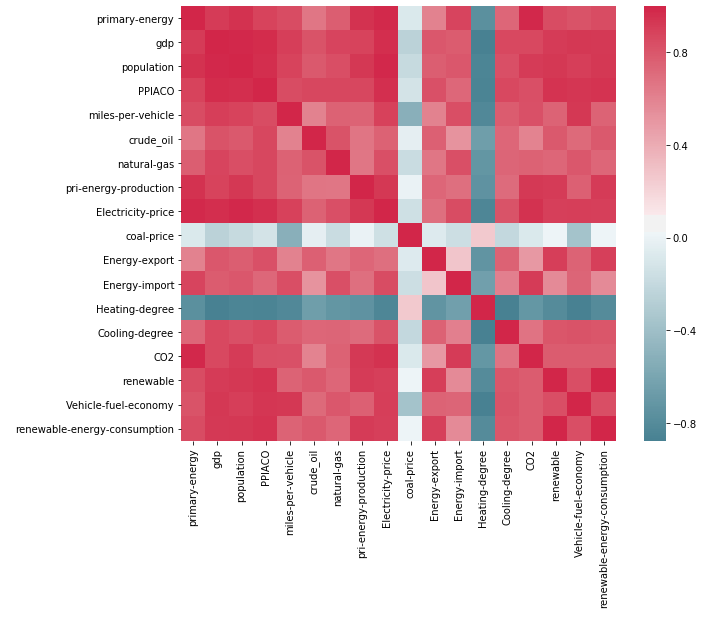 primary-energy
gdp
population
PPIACO
miles-per-vehicle
crude_oil
natural-gas
pri-energy-production
Electricity-price
coal-price
Energy-export
Energy-import
Heating-degree
Cooling-degree
CO2
renewable
Vehicle-fuel-economy
renewable-energy-consumption
primary-energy
gdp
population
PPIACO
miles-per-vehicle
crude_oil
natural-gas
pri-energy-production
Electricity-price
coal-price
Energy-export
Energy-import
Heating-degree
Cooling-degree
CO2
renewable
Vehicle-fuel-economy
renewable-energy-consumption
0.8
0.4
0.0
−0.4
−0.8